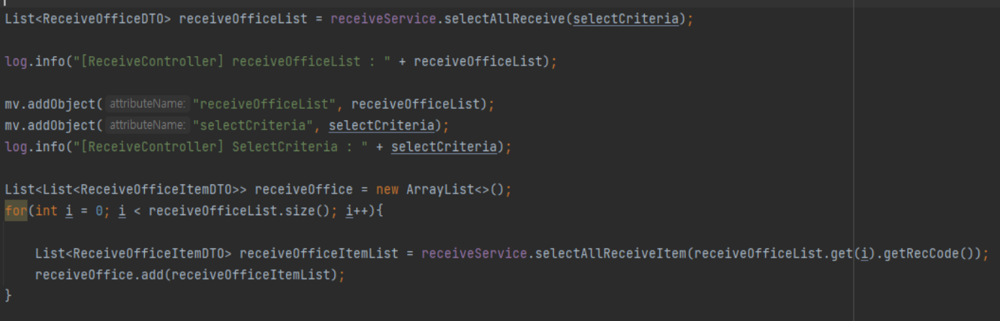 List<ReceiveOfficeDTO> receiveOfficeList = receiveService.selectAllReceive(selectCriteria);
log.info("[ReceiveController] receiveOfficeList : " + receiveOfficeList);
mv.addObject( attributeName: "receiveOfficeList", receiveOfficeList);
mv.addObject( attributeName: "selectCriteria", selectCriteria);
log.info("[ReceiveController] SelectCriteria : " + selectCriteria);
List<List<ReceiveOfficeItemDTO>> receiveOffice = new ArrayList<>();
for(int i = 0; i < receiveOfficeList.size(); i++){
List<ReceiveOfficeItemDTO> receiveOfficeItemList = receiveService.selectAllReceiveItem(receiveOfficeList.get(i).getRecCode());
receiveOffice.add(receiveOfficeItemList);
}